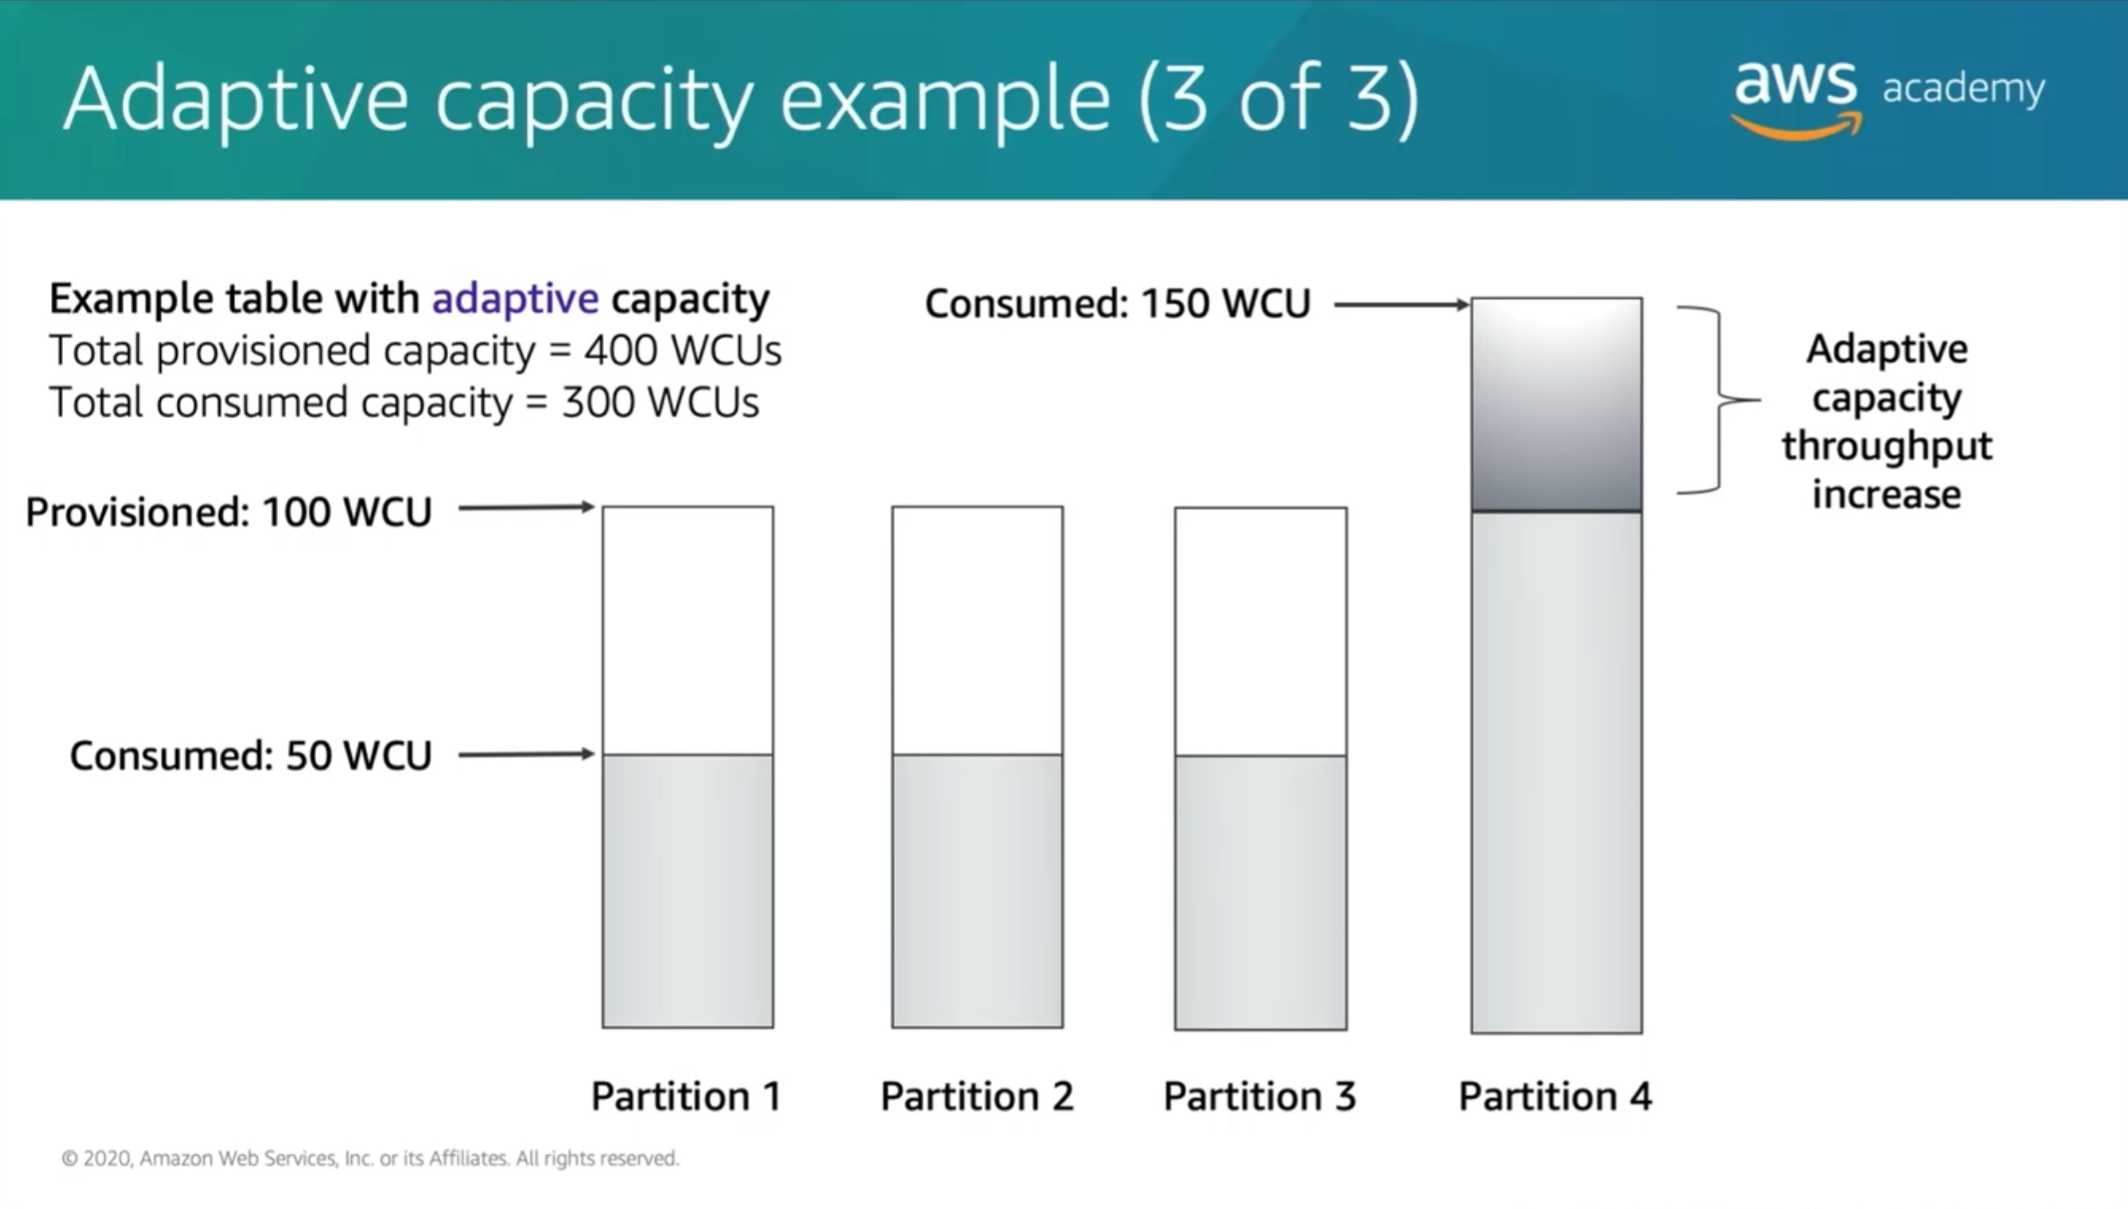 Adaptive capacity example (3 of 3)
aws academy
Example table with adaptive capacity
Total provisioned capacity = 400 WCUs
Total consumed capacity = 300 WCUs
Consumed: 150 WCU
Adaptive
capacity
throughput
increase
Provisioned: 100 WCU
Consumed: 50 WCU
Partition 1
Partition 2
Partition 3
Partition 4
© 2020, Amazon Web Services, Inc. or its Affiliates. All rights reserved.